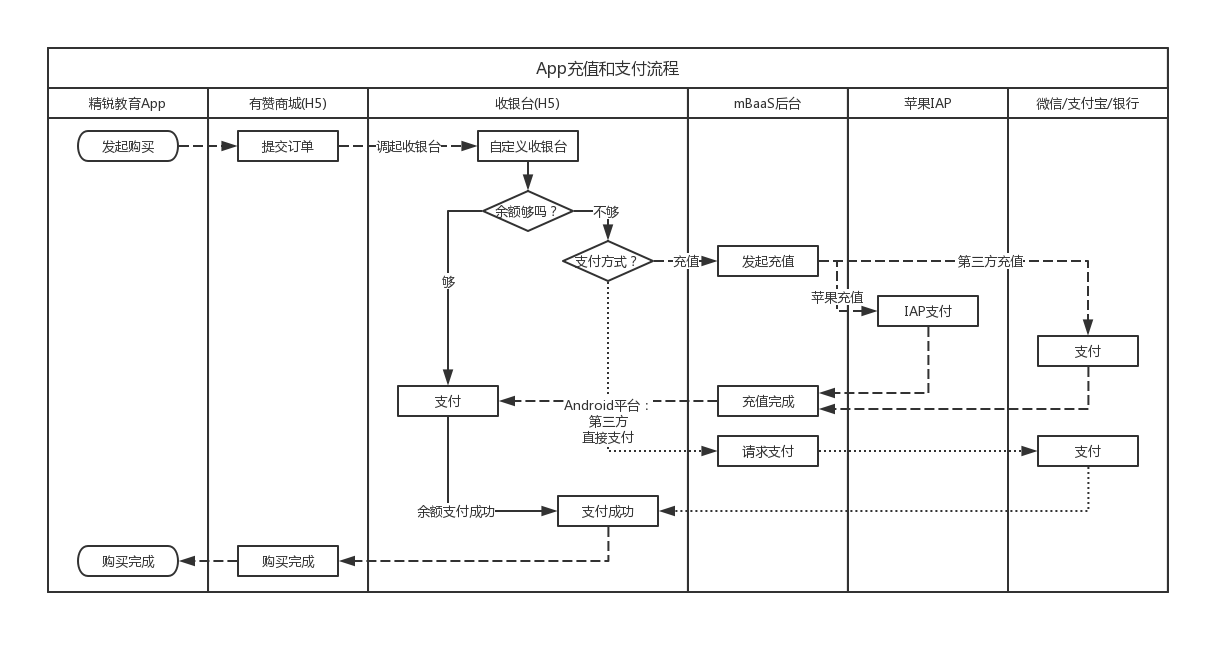 App充值和支付流程
精锐教育App
有赞商城(H5)
收银台(H5)
mBaaS后台
苹果IAP
微信/支付宝/银行
发起购买
提交订单
调起收银台
自定义收银台
余额够吗？
不够
支付方式？
充值
发起充值
第三方充值
够
苹果充值
IAP支付
支付
支付
Android平台：
第三方
直接支付
充值完成
请求支付
支付
余额支付成功
支付成功
购买完成
购买完成